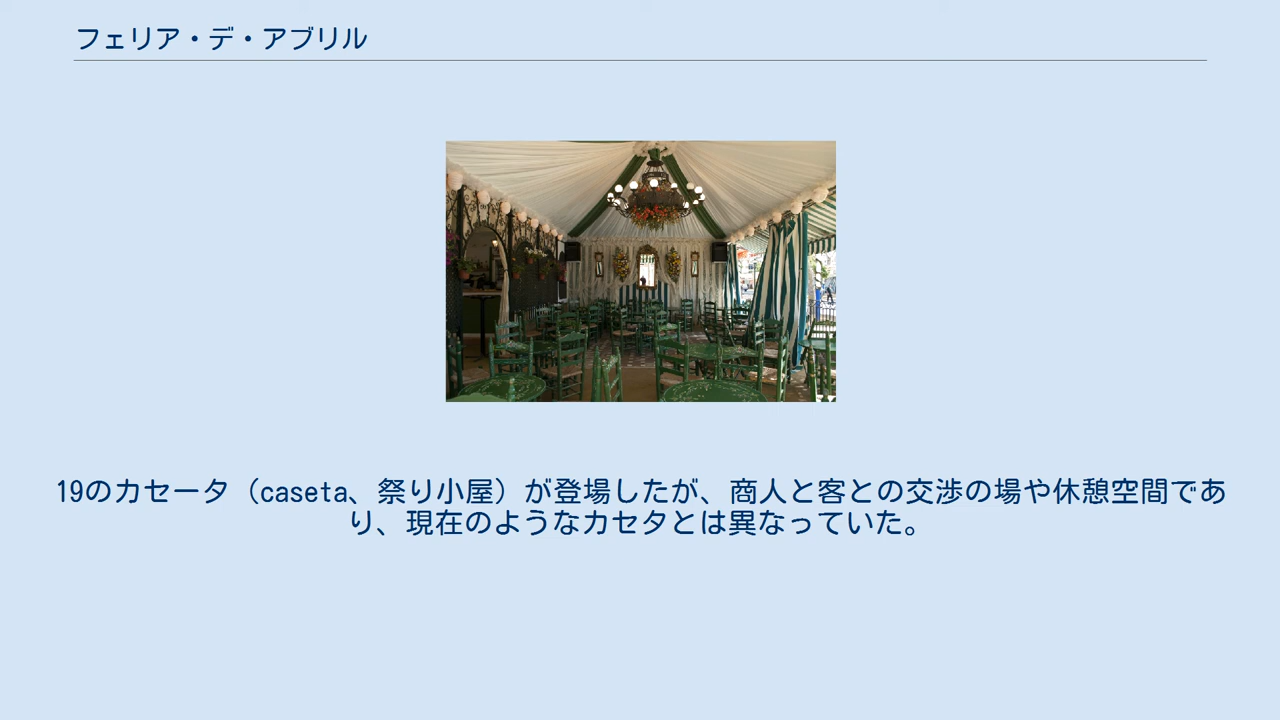 フェリア・デ・アブリル
19のカセータ（caseta、祭り小屋）が登場したが、商人と客との交渉の場や休憩空間であ
り、現在のようなカセタとは異なっていた。